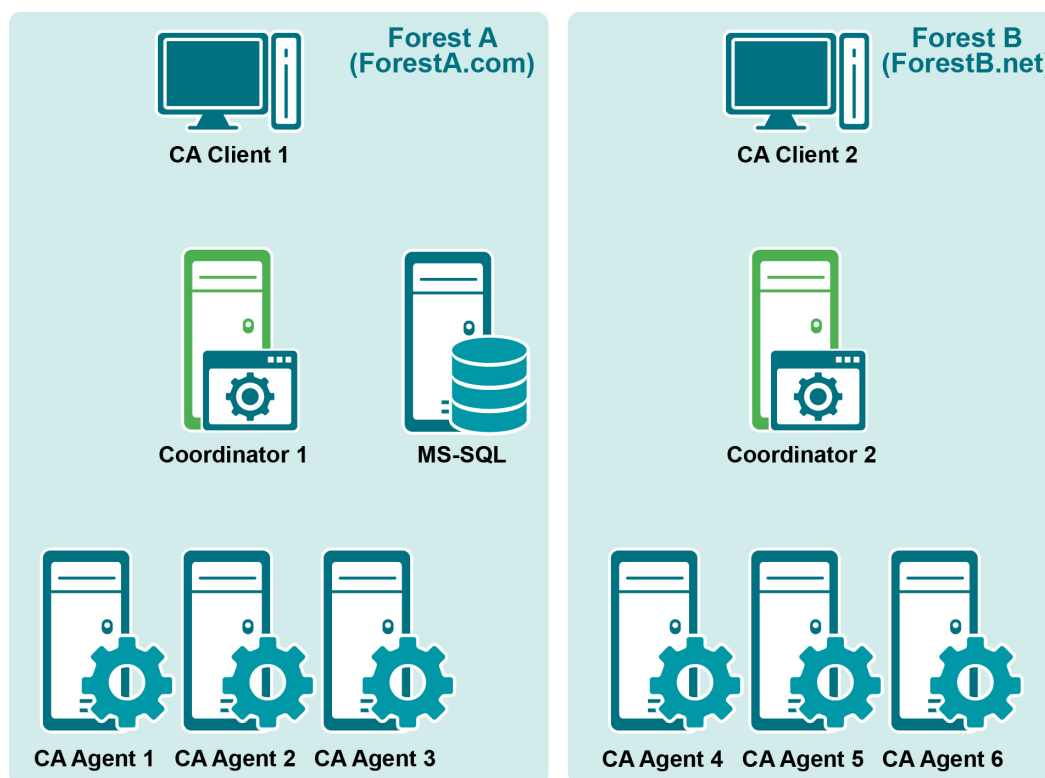 Forest A
(ForestA.com)
CA Client 1
Coordinator 1
MS-SQL
CA Agent 1
CA Agent 2
CA Agent 3
Forest B
(ForestB.net)
CA Client 2
Coordinator 2
CA Agent 4
CA Agent 5
CA Agent 6